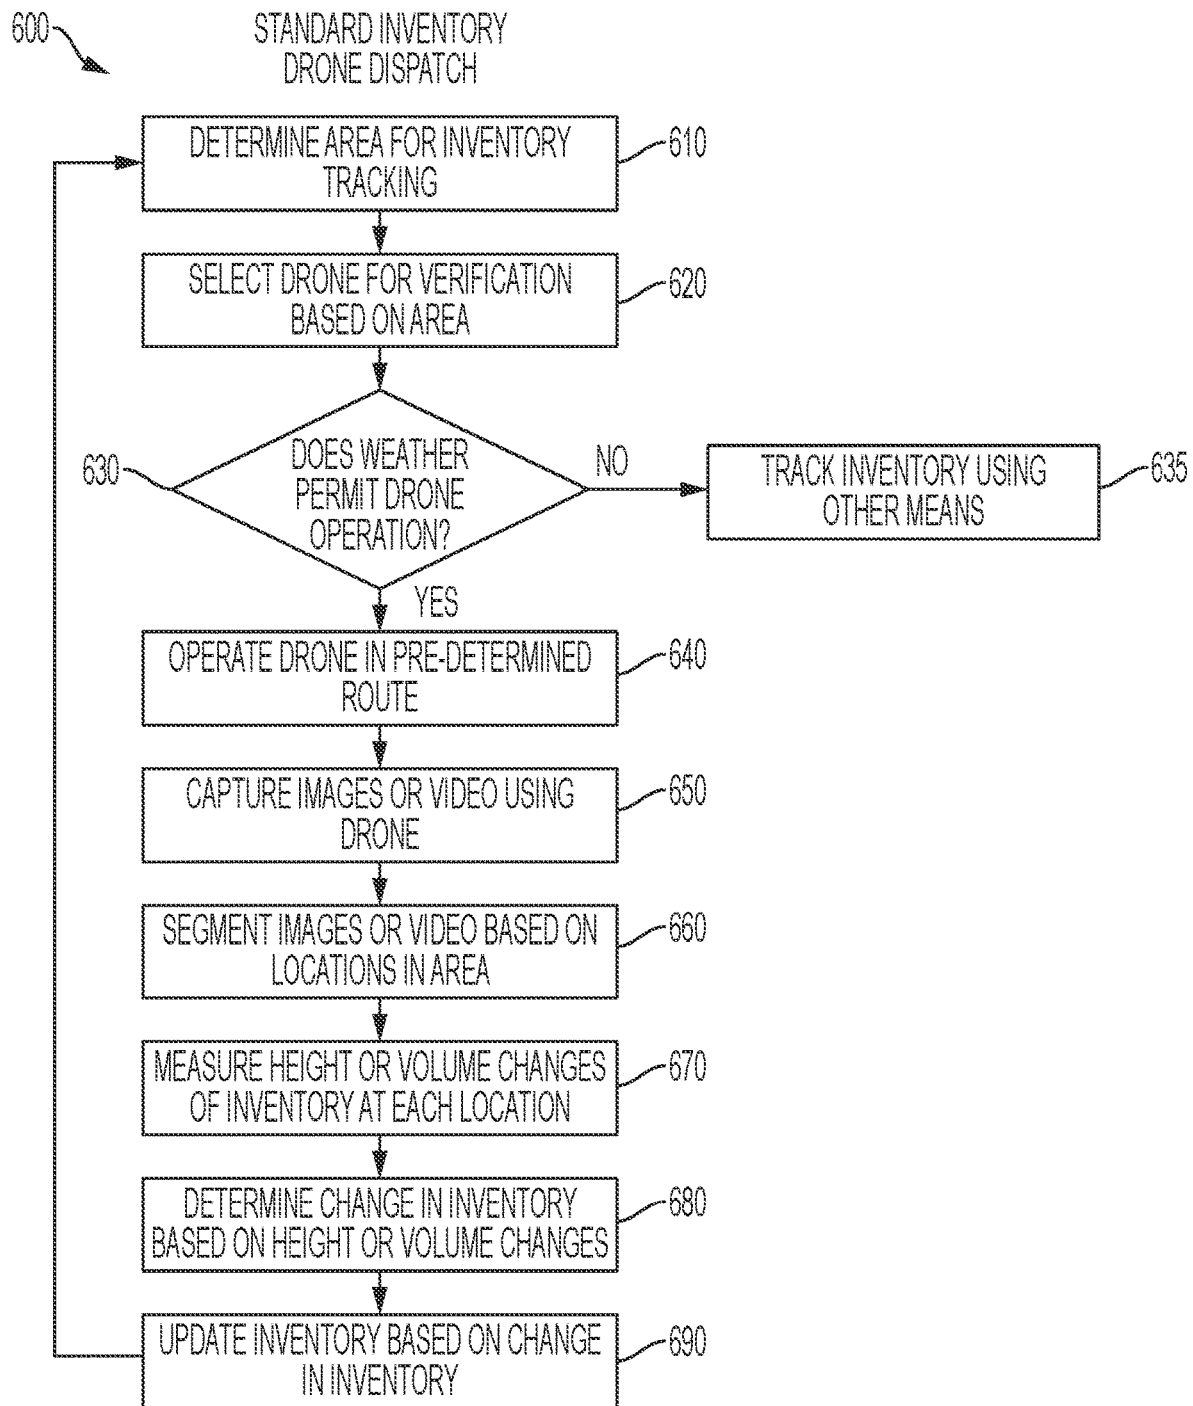 600
STANDARD INVENTORY
DRONE DISPATCH
DETERMINE AREA FOR INVENTORY
TRACKING
610
SELECT DRONE FOR VERIFICATION
BASED ON AREA
620
630
DOES WEATHER
PERMIT DRONE
OPERATION?
NO
TRACK INVENTORY USING
OTHER MEANS
635
YES
OPERATE DRONE IN PRE-DETERMINED
ROUTE
640
CAPTURE IMAGES OR VIDEO USING
DRONE
650
SEGMENT IMAGES OR VIDEO BASED ON
LOCATIONS IN AREA
660
MEASURE HEIGHT OR VOLUME CHANGES
OF INVENTORY AT EACH LOCATION
670
DETERMINE CHANGE IN INVENTORY
BASED ON HEIGHT OR VOLUME CHANGES
680
UPDATE INVENTORY BASED ON CHANGE
IN INVENTORY
690